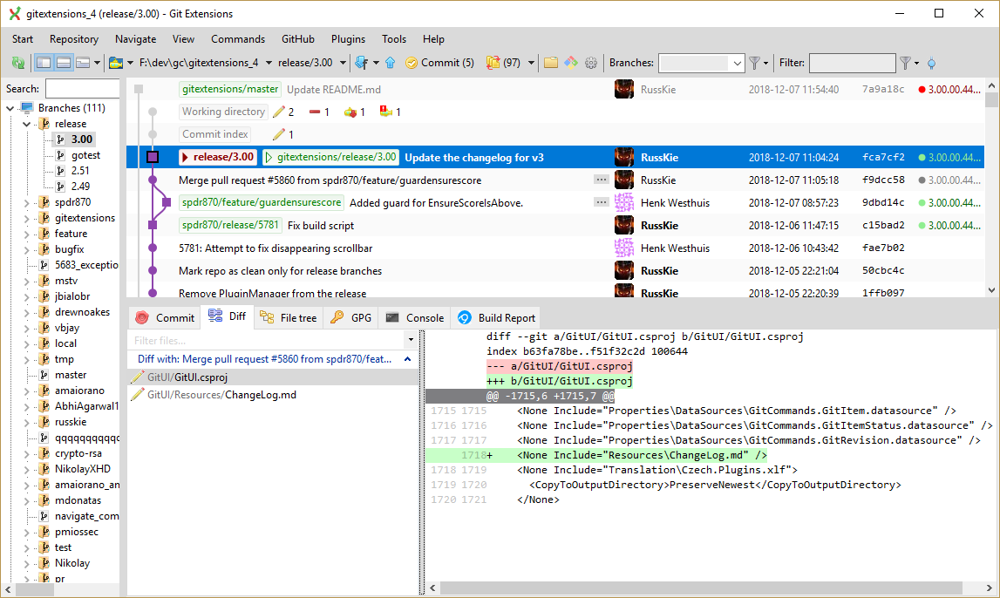 gitextensions_4 (release/3.00) - Git Extensions
Start Repository Navigate View Commands GitHub Plugins Tools Help
F:\dev\gc\gitextensions_4 release/3.00 Commit (5) (97) Branches: Filter:
Search:
Branches (111)
release
3.00
gotest
2.51
2.49
spdr870
gitextensions
feature
bugfix
5683_exceptio
mstv
jbialobr
drewnoakes
vbjay
local
tmp
master
amaiorano
AbhiAgarwal1
russkie
qqqqqqqqqqq
crypto-rsa
NikolayXHD
amaiorano_an
mdonatas
navigate_com
pmiossec
test
Nikolay
pr
gitextensions/master Update README.md RussKie 2018-12-07 11:54:40 7a9a18c 3.00.00.44...
Working directory 2 1 1 1
Commit index 1
release/3.00 gitextensions/release/3.00 Update the changelog for v3 RussKie 2018-12-07 11:04:24 fca7cf2 3.00.00.44...
Merge pull request #5860 from spdr870/feature/guardensurescore RussKie 2018-12-07 11:05:18 f9dcc58 3.00.00.44...
spdr870/feature/guardensurescore Added guard for EnsureScoreIsAbove. Henk Westhuis 2018-12-07 08:57:23 9dbd14c 3.00.00.44...
spdr870/release/5781 Fix build script RussKie 2018-12-06 11:47:15 c15bad2 3.00.00.44...
5781: Attempt to fix disappearing scrollbar Henk Westhuis 2018-12-06 10:43:42 fae7b02
Mark repo as clean only for release branches RussKie 2018-12-05 22:21:04 50cbc4c
Remove PluginManager from the release RussKie 2018-12-05 22:20:39 1ffb097
Commit Diff File tree GPG Console Build Report
Filter files...
Diff with: Merge pull request #5860 from spdr870/feat...
GitUI/GitUI.csproj
GitUI/Resources/ChangeLog.md
diff --git a/GitUI/GitUI.csproj b/GitUI/GitUI.csproj
index b63fa78be..f51f32c2d 100644
--- a/GitUI/GitUI.csproj
+++ b/GitUI/GitUI.csproj
@@ -1715,6 +1715,7 @@
1715 1715 <None Include="Properties\DataSources\GitCommands.GitItem.datasource" />
1716 1716 <None Include="Properties\DataSources\GitCommands.GitItemStatus.datasource" />
1717 1717 <None Include="Properties\DataSources\GitCommands.GitRevision.datasource" />
1718+ <None Include="Resources\ChangeLog.md" />
1718 1719 <None Include="Translation\Czech.Plugins.xlf">
1719 1720 <CopyToOutputDirectory>PreserveNewest</CopyToOutputDirectory>
1720 1721 </None>